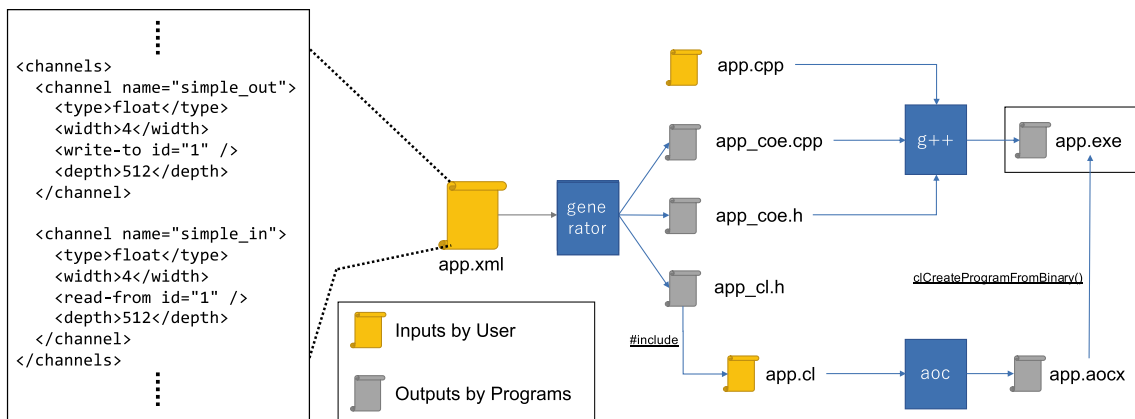 <channels>
  <channel name="simple_out">
    <type>float</type>
    <width>4</width>
    <write-to id="1" />
    <depth>512</depth>
  </channel>
  <channel name="simple_in">
    <type>float</type>
    <width>4</width>
    <read-from id="1" />
    <depth>512</depth>
  </channel>
</channels>
app.xml
gene
rator
app.cpp
app_coe.cpp
app_coe.h
app_cl.h
g++
app.exe
clCreateProgramFromBinary()
#include
app.cl
aoc
app.aocx
Inputs by User
Outputs by Programs